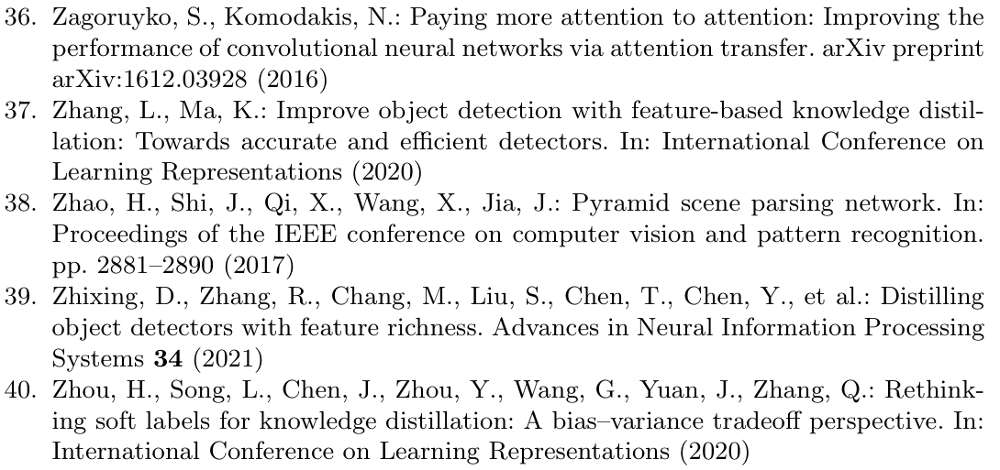 36. Zagoruyko, S., Komodakis, N.: Paying more attention to attention: Improving the
performance of convolutional neural networks via attention transfer. arXiv preprint
arXiv:1612.03928 (2016)
37. Zhang, L., Ma, K.: Improve object detection with feature-based knowledge distil-
lation: Towards accurate and efficient detectors. In: International Conference on
Learning Representations (2020)
38. Zhao, H., Shi, J., Qi, X., Wang, X., Jia, J.: Pyramid scene parsing network. In:
Proceedings of the IEEE conference on computer vision and pattern recognition.
pp. 2881–2890 (2017)
39. Zhixing, D., Zhang, R., Chang, M., Liu, S., Chen, T., Chen, Y., et al.: Distilling
object detectors with feature richness. Advances in Neural Information Processing
Systems 34 (2021)
40. Zhou, H., Song, L., Chen, J., Zhou, Y., Wang, G., Yuan, J., Zhang, Q.: Rethink-
ing soft labels for knowledge distillation: A bias–variance tradeoff perspective. In:
International Conference on Learning Representations (2020)